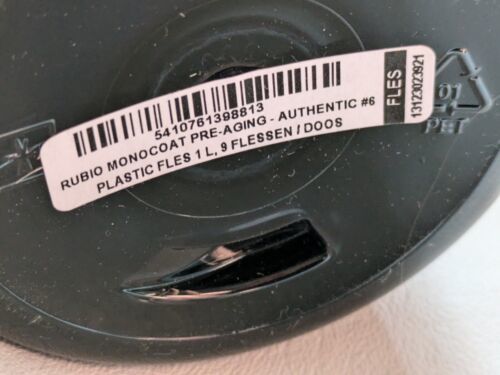 5410761398813
RUBIO MONOCOAT PRE-AGING - AUTHENTIC #6
PLASTIC FLES 1 L, 9 FLESSEN / DOOS
FLES
13123023921
01
PET